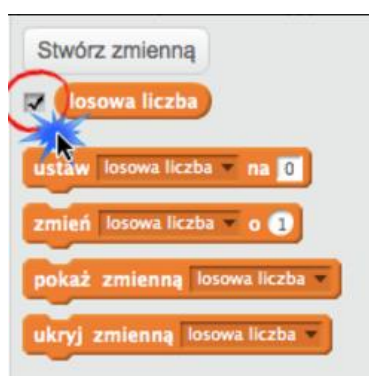 Stwórz zmienną
losowa liczba
ustaw losowa liczba na 0
zmień losowa liczba o 1
pokaż zmienną losowa liczba
ukryj zmienną losowa liczba